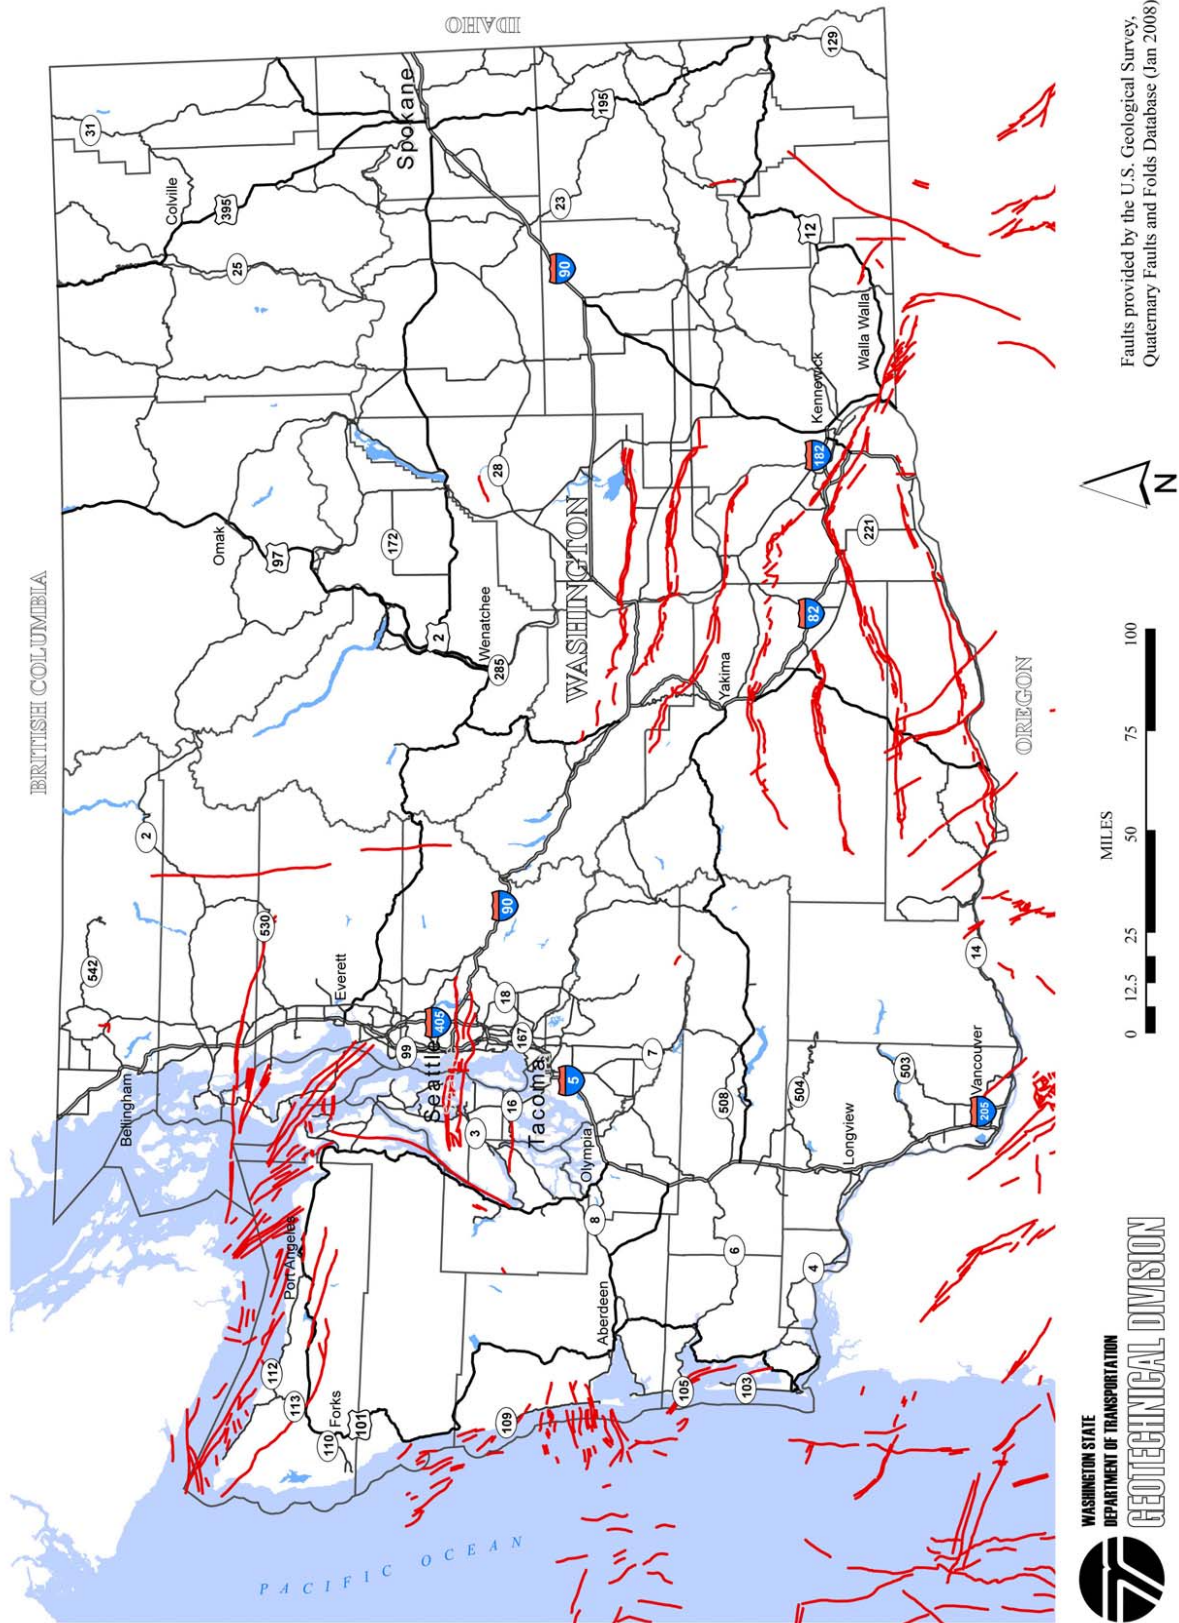 BRITISH COLUMBIA
31
542
Bellingham
2
Colville
Omak
395
25
97
530
112
Port Angeles
113
Everett
110
Forks
101
172
Spokane
99
Seattle
405
2
IDAHO
3
Wenatchee
285
28
90
18
109
16
167
PACIFIC OCEAN
Tacoma
5
90
23
WASHINGTON
Olympia
8
Aberdeen
195
7
105
Yakima
508
6
103
504
82
182
Kennewick
12
4
129
Longview
Walla Walla
221
503
14
Vancouver
205
OREGON
WASHINGTON STATE
DEPARTMENT OF TRANSPORTATION
GEOTECHNICAL DIVISION
MILES
0 12.5 25 50 75 100
N
Faults provided by the U.S. Geological Survey,
Quaternary Faults and Folds Database (Jan 2008)